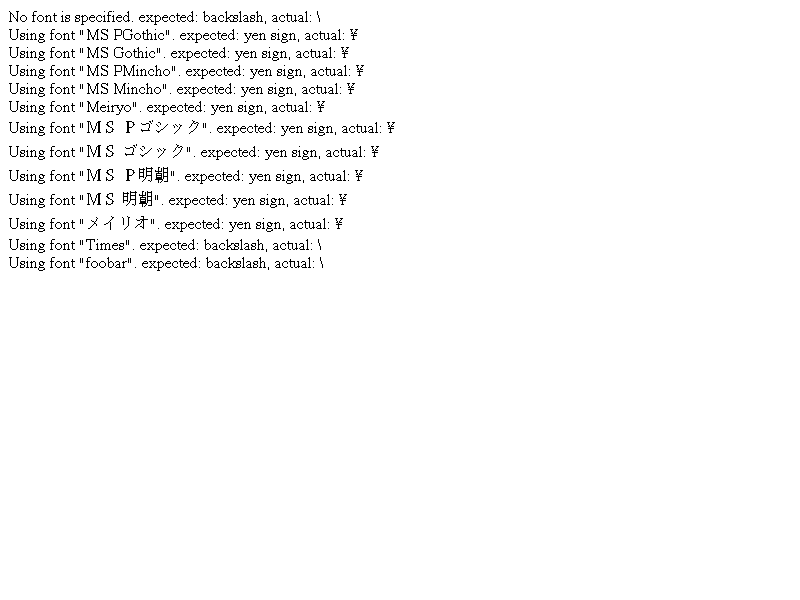 No font is specified. expected: backslash, actual: \
Using font "MS PGothic". expected: yen sign, actual: ¥
Using font "MS Gothic". expected: yen sign, actual: ¥
Using font "MS PMincho". expected: yen sign, actual: ¥
Using font "MS Mincho". expected: yen sign, actual: ¥
Using font "Meiryo". expected: yen sign, actual: ¥
Using font "ＭＳ Ｐゴシック". expected: yen sign, actual: ¥
Using font "ＭＳ ゴシック". expected: yen sign, actual: ¥
Using font "ＭＳ Ｐ明朝". expected: yen sign, actual: ¥
Using font "ＭＳ 明朝". expected: yen sign, actual: ¥
Using font "メイリオ". expected: yen sign, actual: ¥
Using font "Times". expected: backslash, actual: \
Using font "foobar". expected: backslash, actual: \